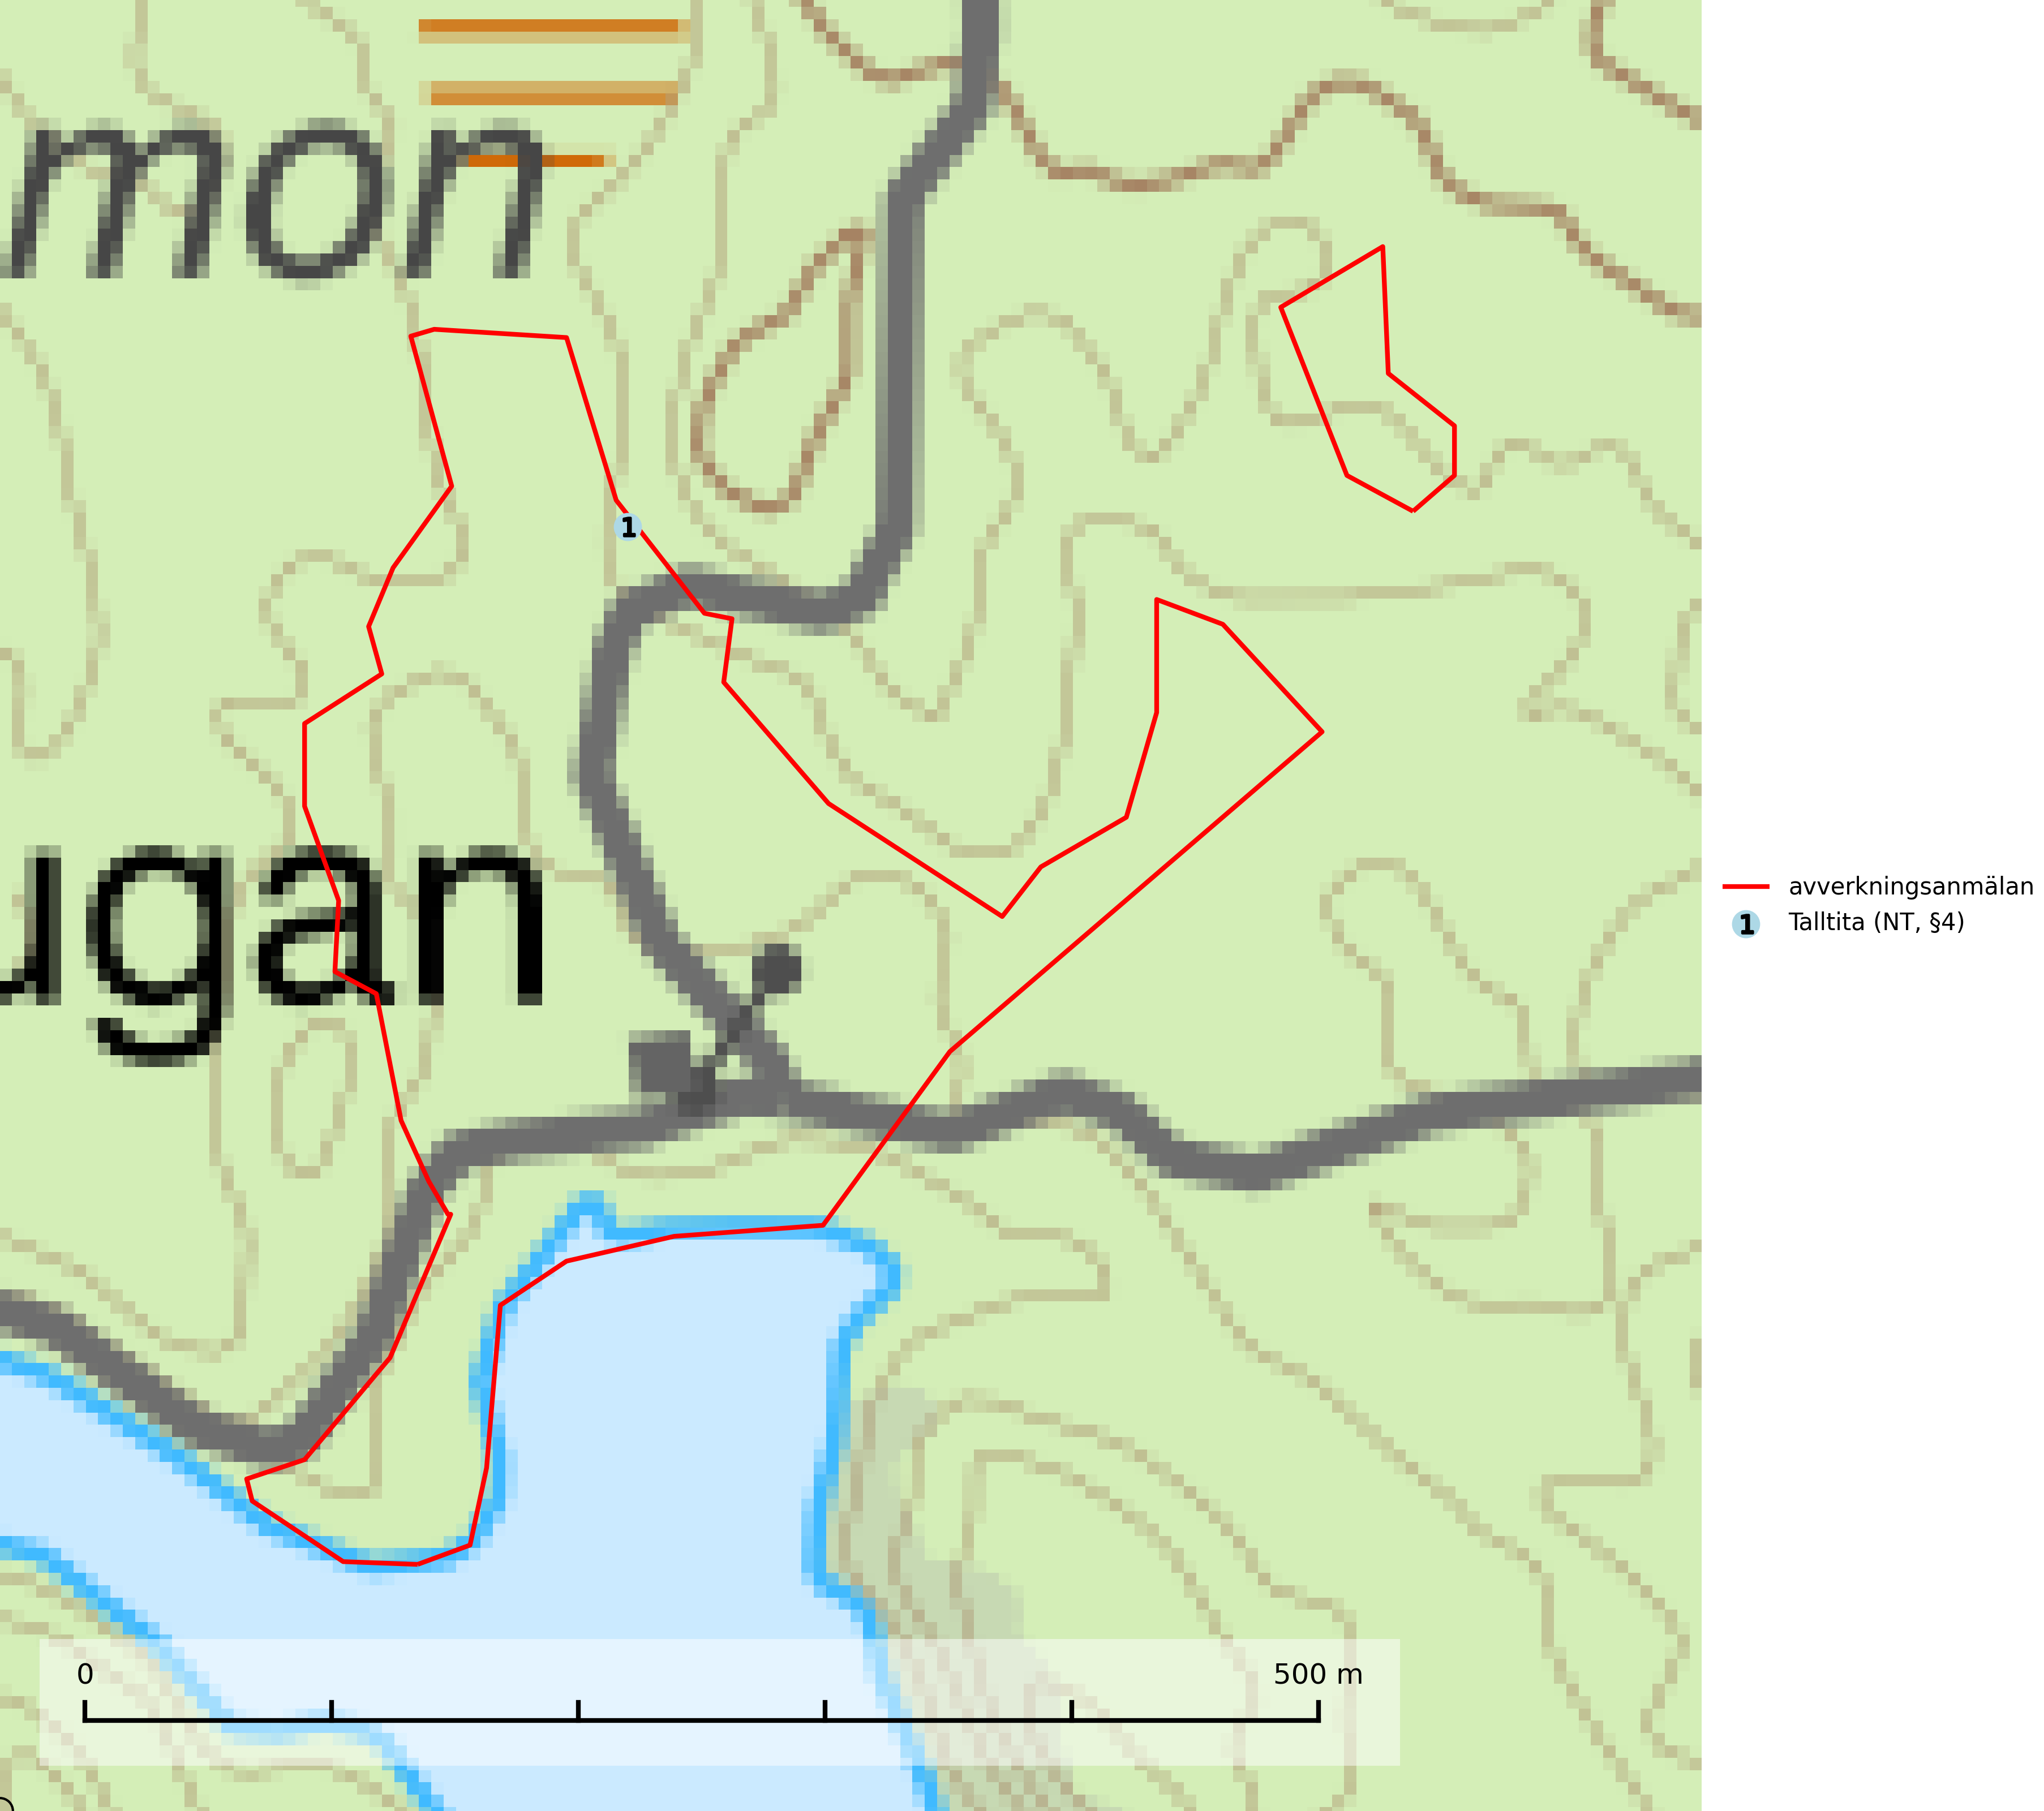 mon
1
ugan
avverkningsanmälan
1 Talltita (NT, §4)
0 500 m